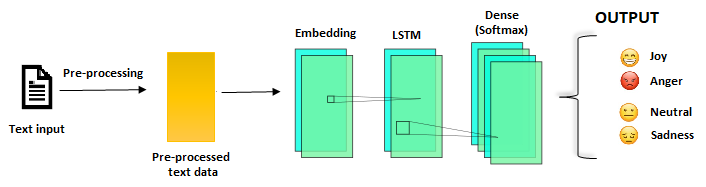 Text input
Pre-processing
Pre-processed
text data
Embedding
LSTM
Dense
(Softmax)
OUTPUT
Joy
Anger
Neutral
Sadness